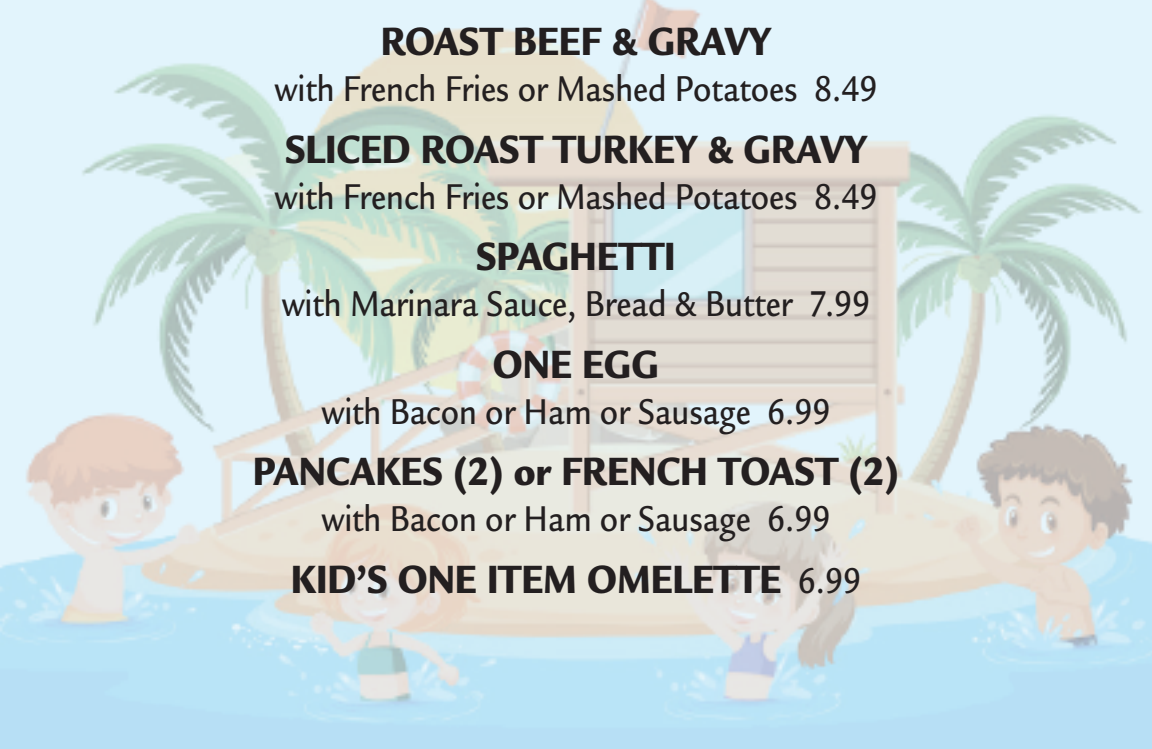 ROAST BEEF & GRAVY
with French Fries or Mashed Potatoes 8.49
SLICED ROAST TURKEY & GRAVY
with French Fries or Mashed Potatoes 8.49
SPAGHETTI
with Marinara Sauce, Bread & Butter 7.99
ONE EGG
with Bacon or Ham or Sausage 6.99
PANCAKES (2) or FRENCH TOAST (2)
with Bacon or Ham or Sausage 6.99
KID’S ONE ITEM OMELETTE 6.99